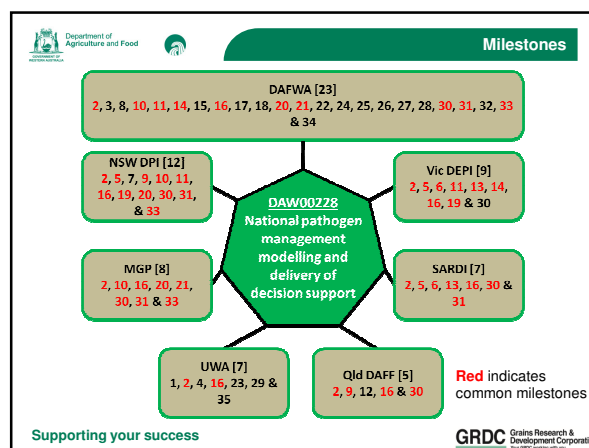 Department of
Agriculture and Food
GOVERNMENT OF
WESTERN AUSTRALIA
Milestones
DAFWA [23]
2, 3, 8, 10, 11, 14, 15, 16, 17, 18, 20, 21, 22, 24, 25, 26, 27, 28, 30, 31, 32, 33
& 34
NSW DPI [12]
2, 5, 7, 9, 10, 11,
16, 19, 20, 30, 31,
& 33
Vic DEPI [9]
2, 5, 6, 11, 13, 14,
16, 19 & 30
DAW00228
National pathogen
management
modelling and
delivery of
decision support
MGP [8]
2, 10, 16, 20, 21,
30, 31 & 33
SARDI [7]
2, 5, 6, 13, 16, 30 &
31
UWA [7]
1, 2, 4, 16, 23, 29 &
35
Qld DAFF [5]
2, 9, 12, 16 & 30
Red indicates
common milestones
Supporting your success
GRDC
Grains Research &
Development Corporati